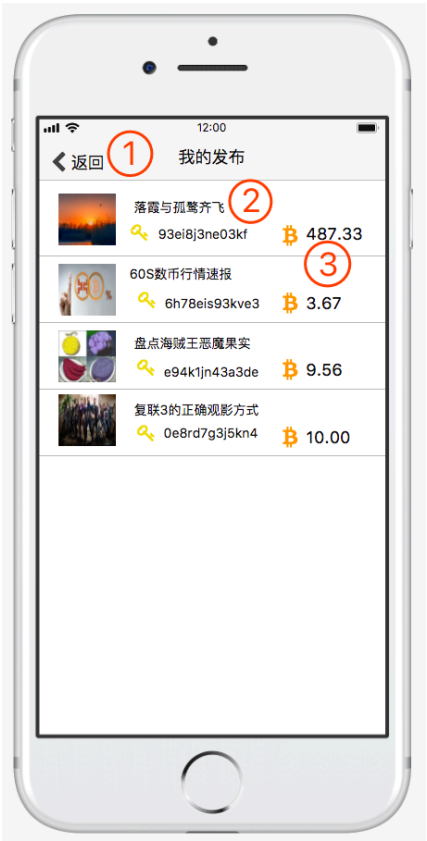 12:00
返回
①
我的发布
落霞与孤鹜齐飞
②
93ei8j3ne03kf
487.33
③
60S数币行情速报
6h78eis93kve3
3.67
盘点海贼王恶魔果实
e94k1jn43a3de
9.56
复联3的正确观影方式
0e8rd7g3j5kn4
10.00